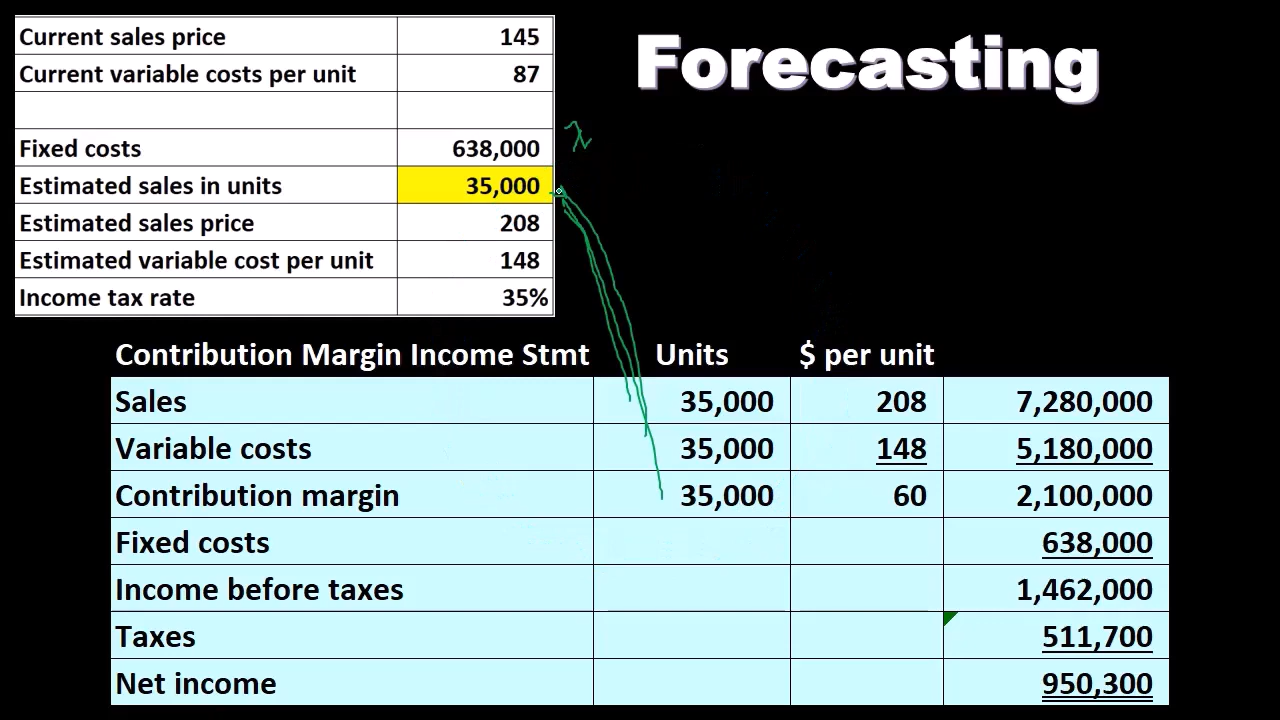 Forecasting
Current sales price 145
Current variable costs per unit 87
Fixed costs 638,000
Estimated sales in units 35,000
Estimated sales price 208
Estimated variable cost per unit 148
Income tax rate 35%
Contribution Margin Income Stmt Units $ per unit
Sales 35,000 208 7,280,000
Variable costs 35,000 148 5,180,000
Contribution margin 35,000 60 2,100,000
Fixed costs 638,000
Income before taxes 1,462,000
Taxes 511,700
Net income 950,300